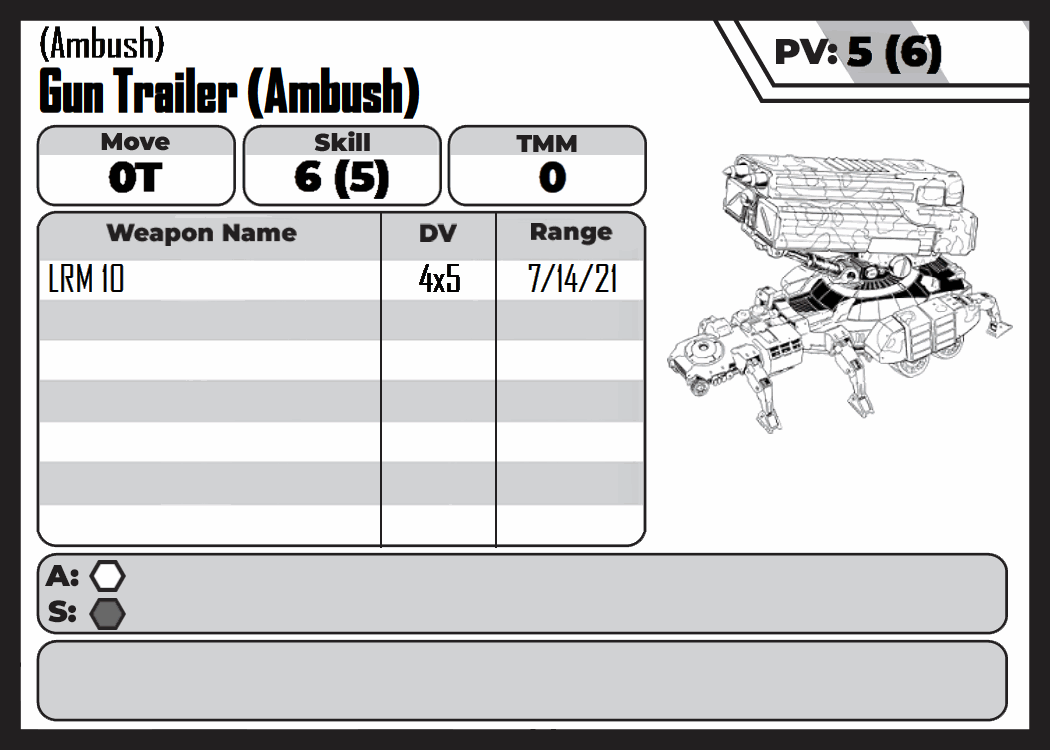 (Ambush)
Gun Trailer (Ambush)
PV: 5 (6)
Move
0T
Skill
6 (5)
TMM
0
Weapon Name DV Range
LRM 10 4x5 7/14/21
A:
S: